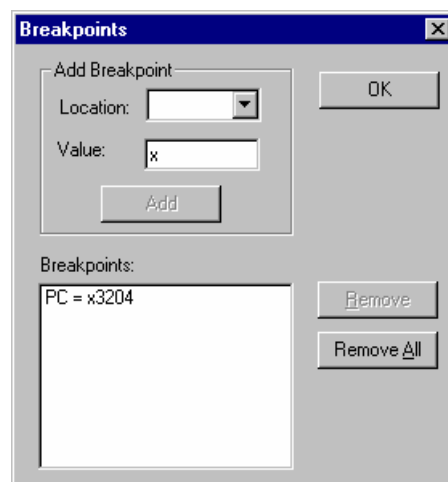 Breakpoints
Add Breakpoint
Location:
OK
Value: x
Add
Breakpoints:
PC = x3204
Remove
Remove All